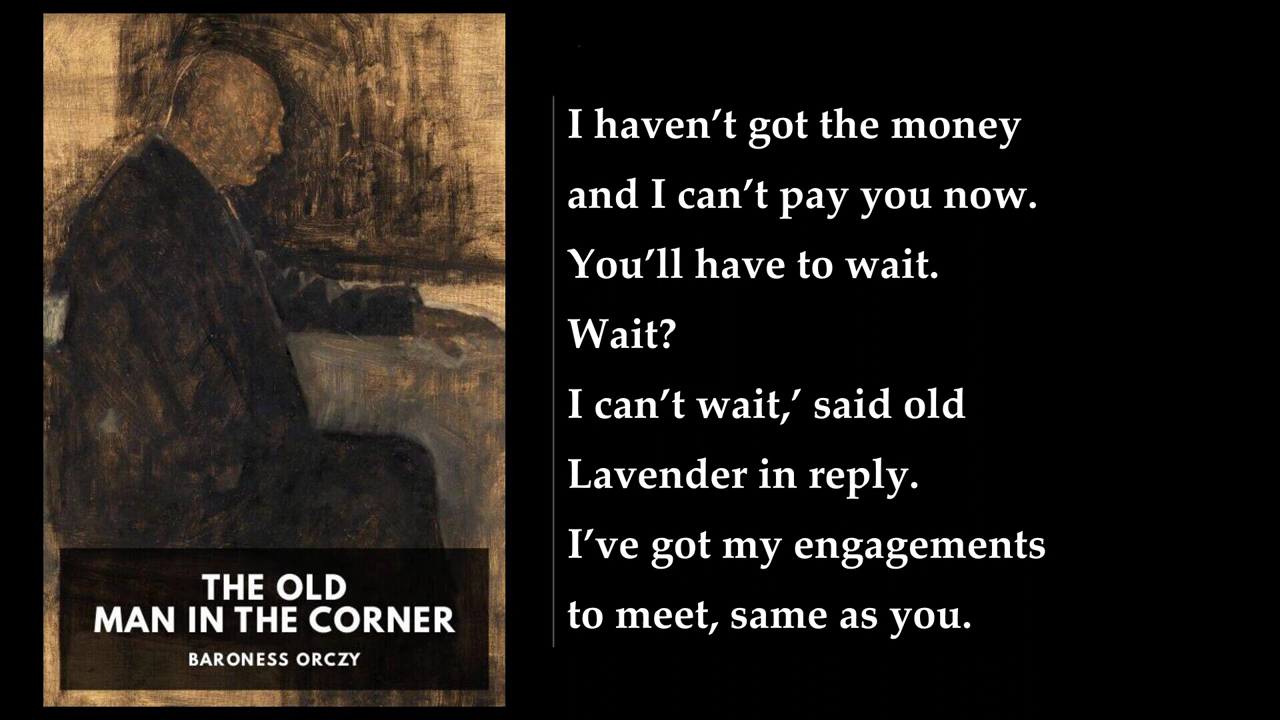 THE OLD
MAN IN THE CORNER
BARONESS ORCZY
I haven’t got the money
and I can’t pay you now.
You’ll have to wait.
Wait?
I can’t wait,’ said old
Lavender in reply.
I’ve got my engagements
to meet, same as you.